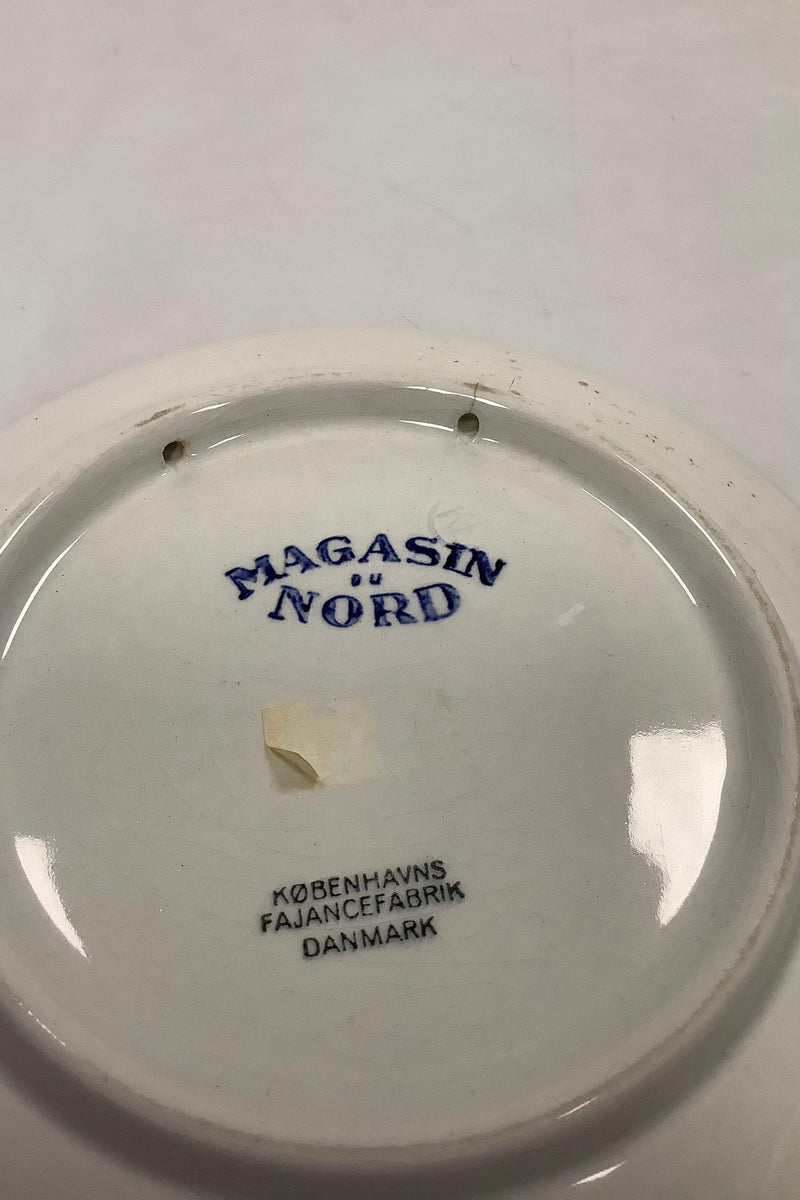 MAGASIN
DU
NORD
KØBENHAVNS
FAJANCEFABRIK
DANMARK